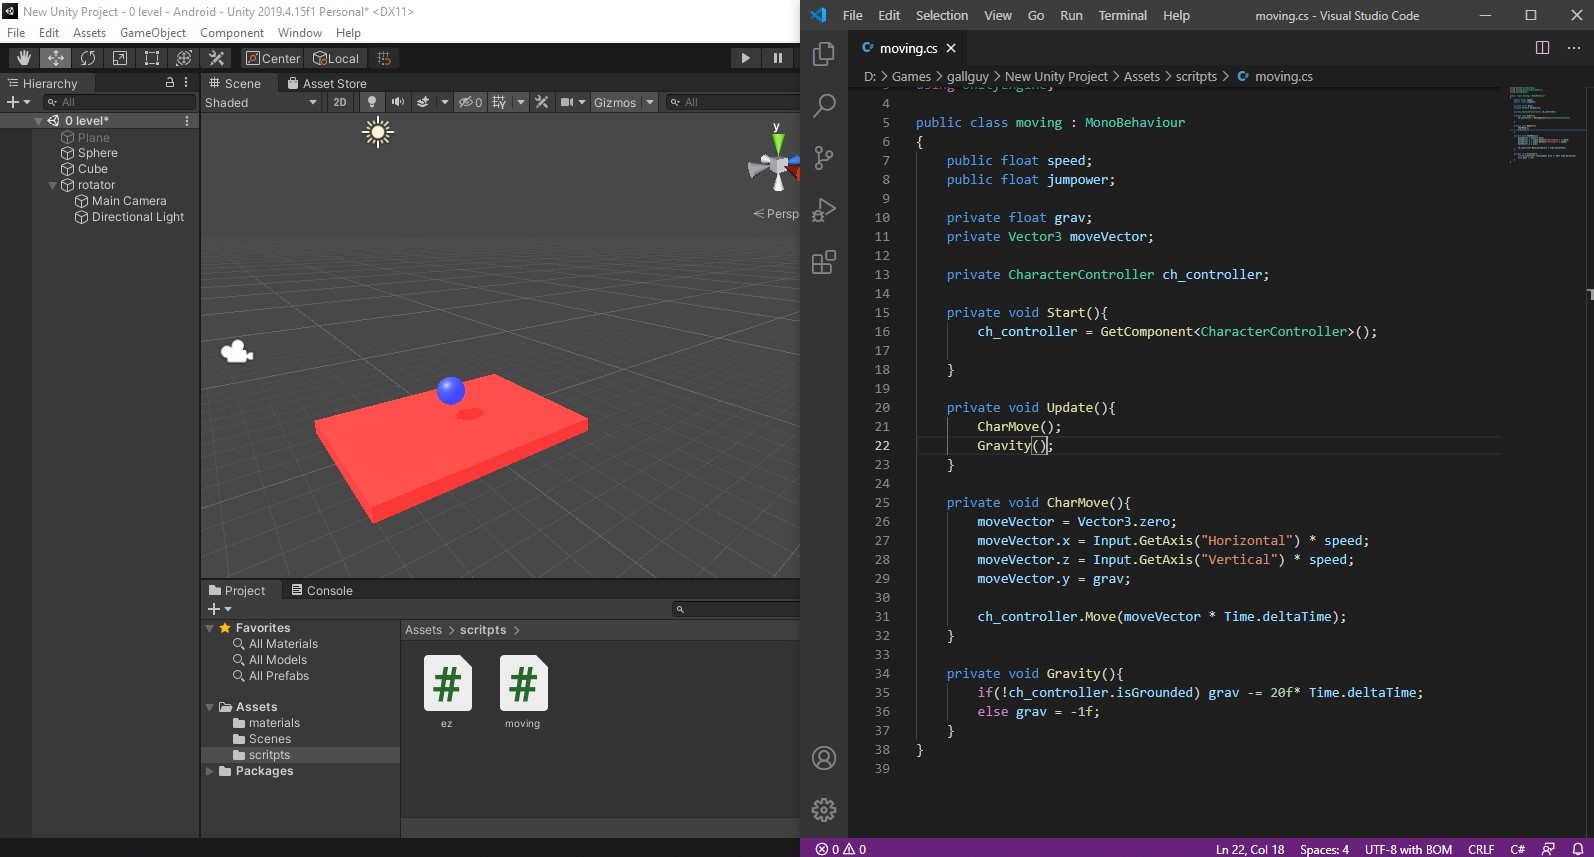 New Unity Project - 0 level - Android - Unity 2019.4.15f1 Personal* <DX11>
File Edit Assets GameObject Component Window Help
Center Local
Hierarchy
All
0 level*
Plane
Sphere
Cube
rotator
Main Camera
Directional Light
Scene Asset Store
Shaded 2D 0 Gizmos All
y
< Persp
Project Console
Favorites
All Materials
All Models
All Prefabs
Assets
materials
Scenes
scritpts
Packages
Assets > scritpts >
# #
ez moving
File Edit Selection View Go Run Terminal Help moving.cs - Visual Studio Code
moving.cs
D: > Games > gallguy > New Unity Project > Assets > scritpts > moving.cs
3 using UnityEngine;
4
5 public class moving : MonoBehaviour
6 {
7 public float speed;
8 public float jumpower;
9
10 private float grav;
11 private Vector3 moveVector;
12
13 private CharacterController ch_controller;
14
15 private void Start(){
16 ch_controller = GetComponent<CharacterController>();
17
18 }
19
20 private void Update(){
21 CharMove();
22 Gravity();
23 }
24
25 private void CharMove(){
26 moveVector = Vector3.zero;
27 moveVector.x = Input.GetAxis("Horizontal") * speed;
28 moveVector.z = Input.GetAxis("Vertical") * speed;
29 moveVector.y = grav;
30
31 ch_controller.Move(moveVector * Time.deltaTime);
32 }
33
34 private void Gravity(){
35 if(!ch_controller.isGrounded) grav -= 20f* Time.deltaTime;
36 else grav = -1f;
37 }
38 }
39
0 0 Ln 22, Col 18 Spaces: 4 UTF-8 with BOM CRLF C#